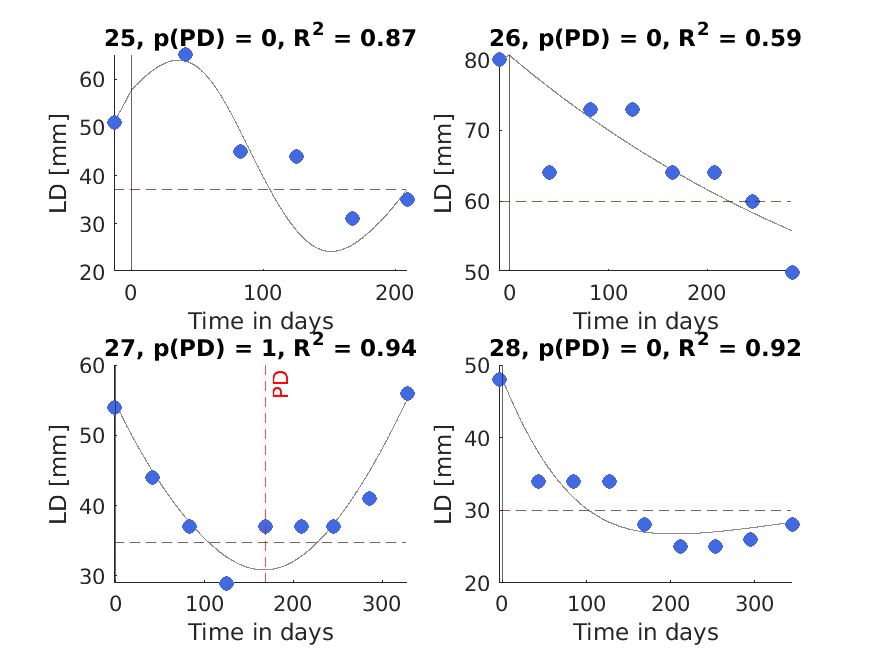 25, p(PD) = 0, R² = 0.87
LD [mm]
60
50
40
30
20
0
100
200
Time in days
26, p(PD) = 0, R² = 0.59
LD [mm]
80
70
60
50
0
100
200
Time in days
27, p(PD) = 1, R² = 0.94
LD [mm]
60
50
40
30
PD
0
100
200
300
Time in days
28, p(PD) = 0, R² = 0.92
LD [mm]
50
40
30
20
0
100
200
300
Time in days